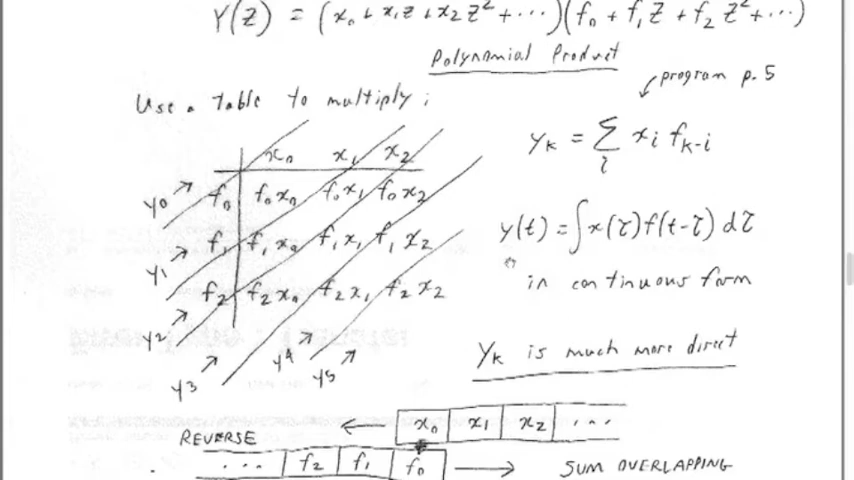 Y(Z) = (x₀ + x₁Z + x₂Z² + ···)(f₀ + f₁Z + f₂Z² + ···)
Polynomial Product
program p. 5
Use a table to multiply :
yₖ = Σᵢ xᵢ fₖ₋ᵢ
x₀ x₁ x₂
y₀ f₀ f₀x₀ f₀x₁ f₀x₂
y₁ f₁ f₁x₀ f₁x₁ f₁x₂
y(t) = ∫x(τ)f(t-τ) dτ
in continuous form
y₂ f₂ f₂x₀ f₂x₁ f₂x₂
y₃ y₄ y₅
Yₖ is much more direct
← x₀ x₁ x₂ ···
REVERSE
··· f₂ f₁ f₀ → SUM OVERLAPPING